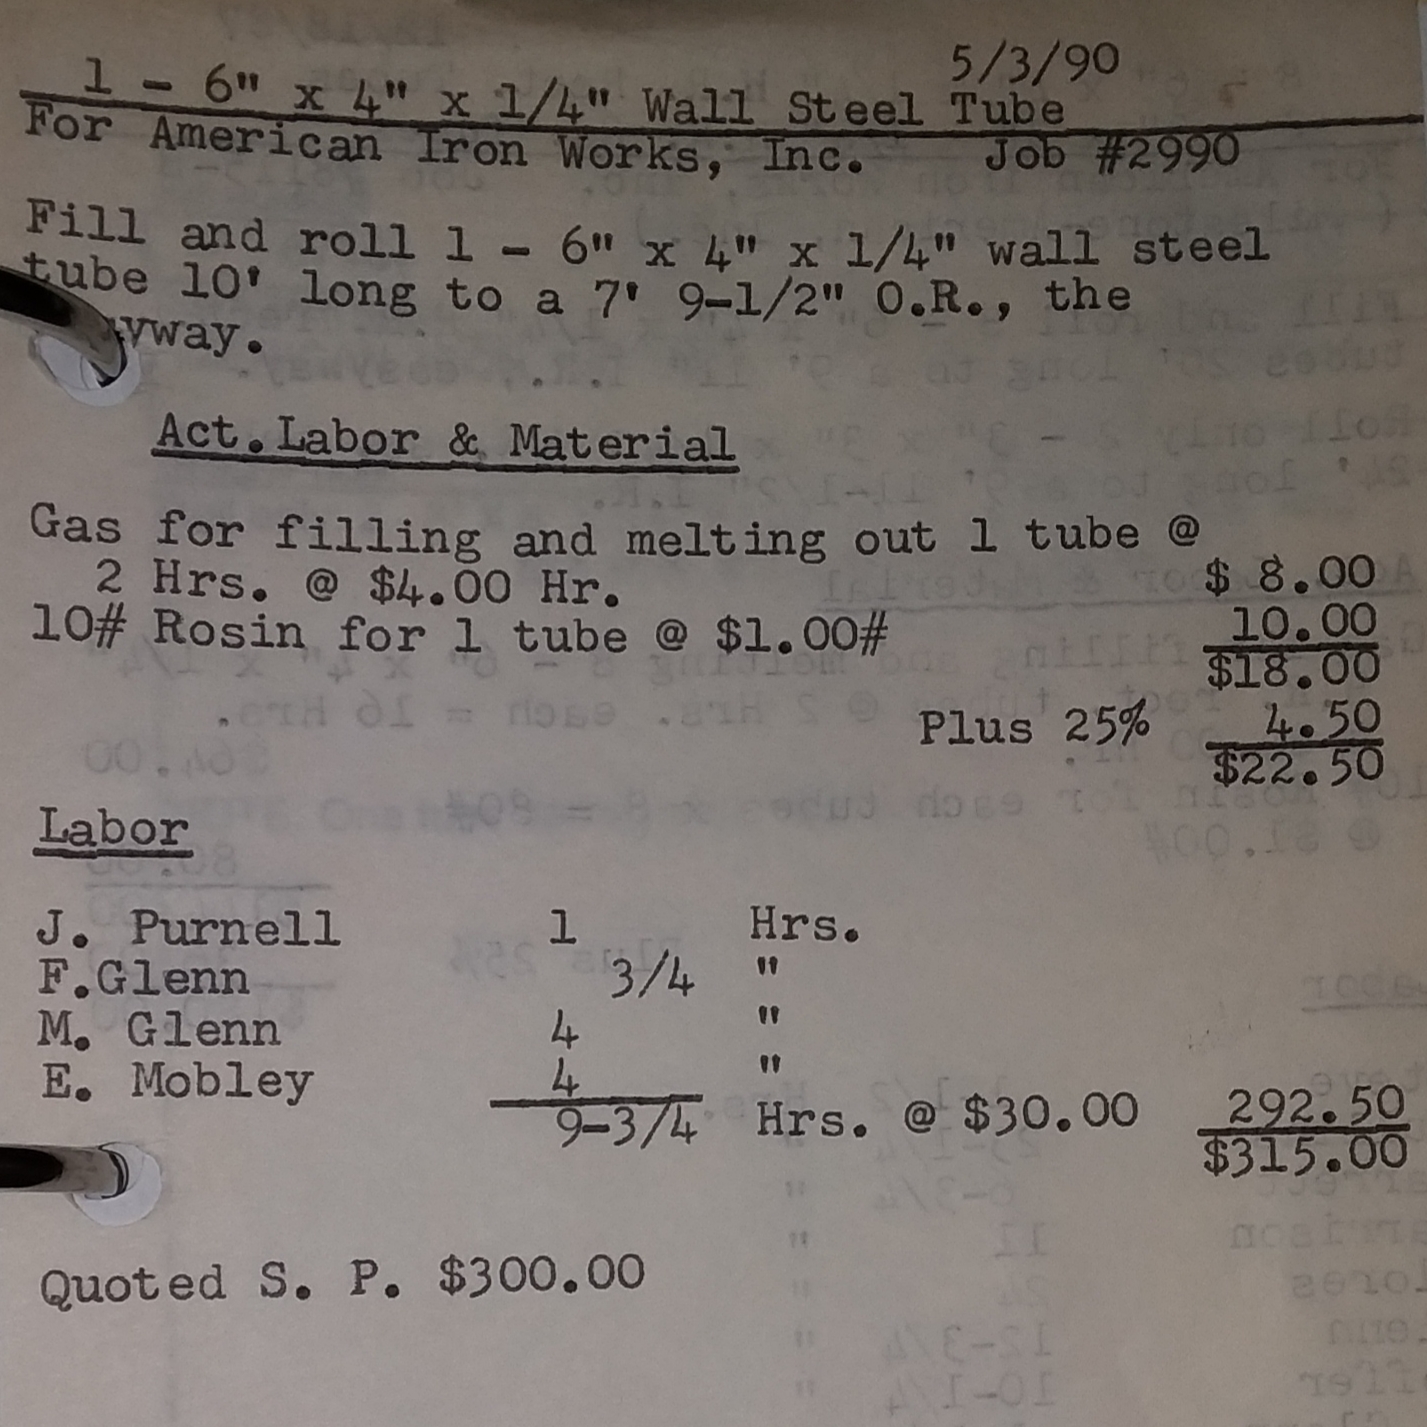 5/3/90
1 - 6" x 4" x 1/4" Wall Steel Tube
For American Iron Works, Inc. Job #2990
Fill and roll 1 - 6" x 4" x 1/4" wall steel
tube 10' long to a 7' 9-1/2" O.R., the
yway.
Act.Labor & Material
Gas for filling and melting out 1 tube @
2 Hrs. @ $4.00 Hr. $ 8.00
10# Rosin for 1 tube @ $1.00# 10.00
$18.00
Plus 25% 4.50
$22.50
Labor
J. Purnell 1 Hrs.
F.Glenn 3/4 "
M. Glenn 4 "
E. Mobley 4 "
9-3/4 Hrs. @ $30.00 292.50
$315.00
Quoted S. P. $300.00